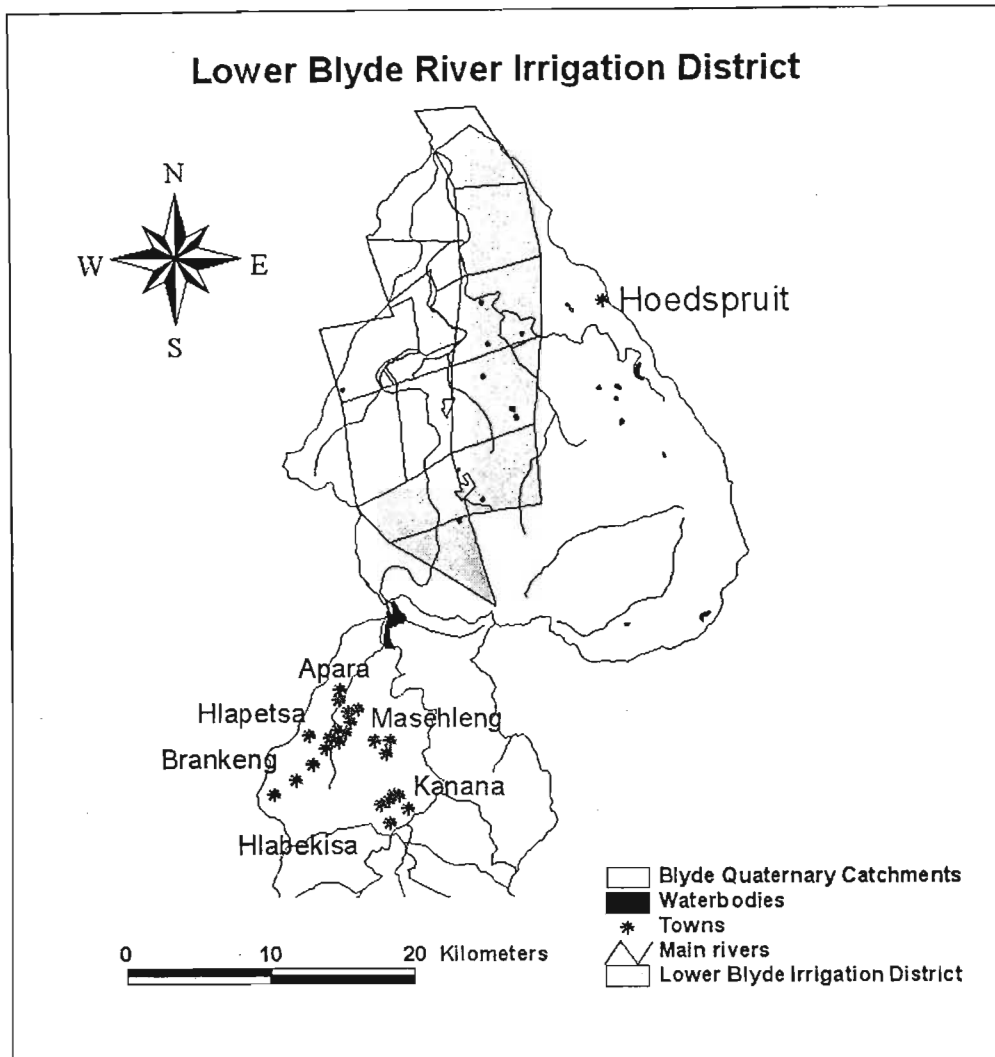 Lower Blyde River Irrigation District
N
W E
S
Hoedspruit
Apara
Hlapetsa
Masehleng
Brankeng
Kanana
Hlabekisa
Blyde Quaternary Catchments
Waterbodies
Towns
Main rivers
Lower Blyde Irrigation District
0 10 20 Kilometers